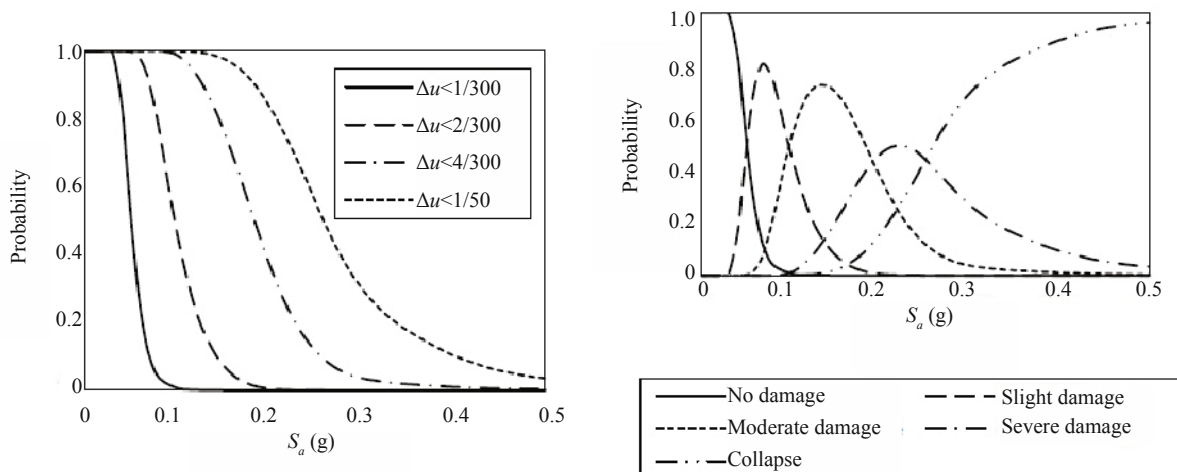 1.0
0.8
0.6
0.4
0.2
0
Probability
0 0.1 0.2 0.3 0.4 0.5
Sa (g)
Δu<1/300
Δu<2/300
Δu<4/300
Δu<1/50
1.0
0.8
0.6
0.4
0.2
0
Probability
0 0.1 0.2 0.3 0.4 0.5
Sa (g)
No damage Slight damage
Moderate damage Severe damage
Collapse